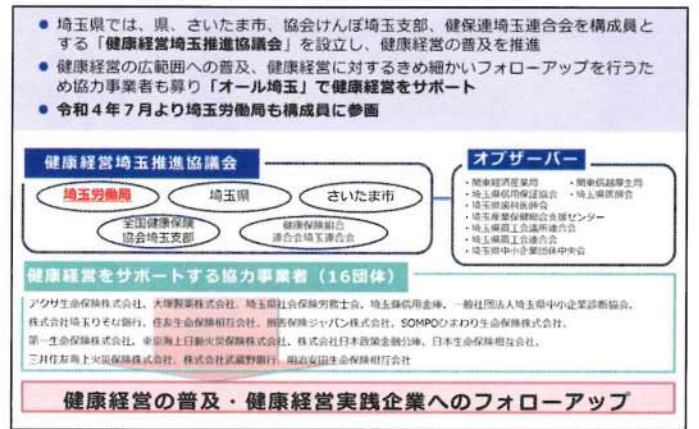 ● 埼玉県では、県、さいたま市、協会けんぽ埼玉支部、健保連埼玉連合会を構成員と
する「健康経営埼玉推進協議会」を設立し、健康経営の普及を推進
● 健康経営の広範囲への普及、健康経営に対するきめ細かいフォローアップを行うた
め協力事業者も募り「オール埼玉」で健康経営をサポート
● 令和4年7月より埼玉労働局も構成員に参画
健康経営埼玉推進協議会
埼玉労働局
埼玉県
さいたま市
全国健康保険
協会埼玉支部
健康保険組合
連合会埼玉連合会
オブザーバー
・関東経済産業局 ・関東信越厚生局
・埼玉県信用保証協会 ・埼玉県医師会
・埼玉県歯科医師会
・埼玉産業保健総合支援センター
・埼玉県商工会議所連合会
・埼玉県商工会連合会
・埼玉県中小企業団体中央会
健康経営をサポートする協力事業者（16団体）
アクサ生命保険株式会社、大塚製薬株式会社、埼玉県社会保険労務士会、埼玉縣信用金庫、一般社団法人埼玉県中小企業診断協会、
株式会社埼玉りそな銀行、住友生命保険相互会社、損害保険ジャパン株式会社、SOMPOひまわり生命保険株式会社、
第一生命保険株式会社、東京海上日動火災保険株式会社、株式会社日本政策金融公庫、日本生命保険相互会社、
三井住友海上火災保険株式会社、株式会社武蔵野銀行、明治安田生命保険相互会社
健康経営の普及・健康経営実践企業へのフォローアップ